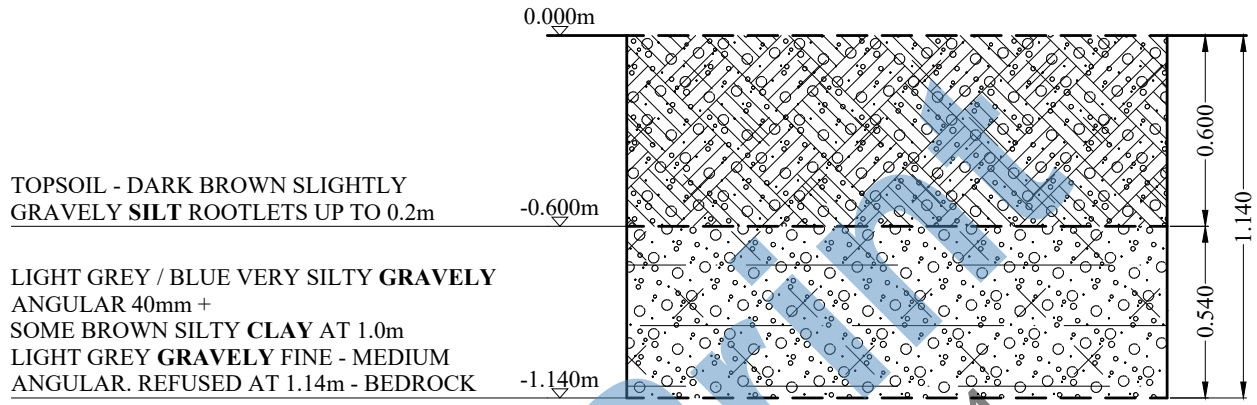 0.000m
TOPSOIL - DARK BROWN SLIGHTLY
GRAVELY SILT ROOTLETS UP TO 0.2m
-0.600m
LIGHT GREY / BLUE VERY SILTY GRAVELY
ANGULAR 40mm +
SOME BROWN SILTY CLAY AT 1.0m
LIGHT GREY GRAVELY FINE - MEDIUM
ANGULAR. REFUSED AT 1.14m - BEDROCK
-1.140m
0.600
0.540
1.140